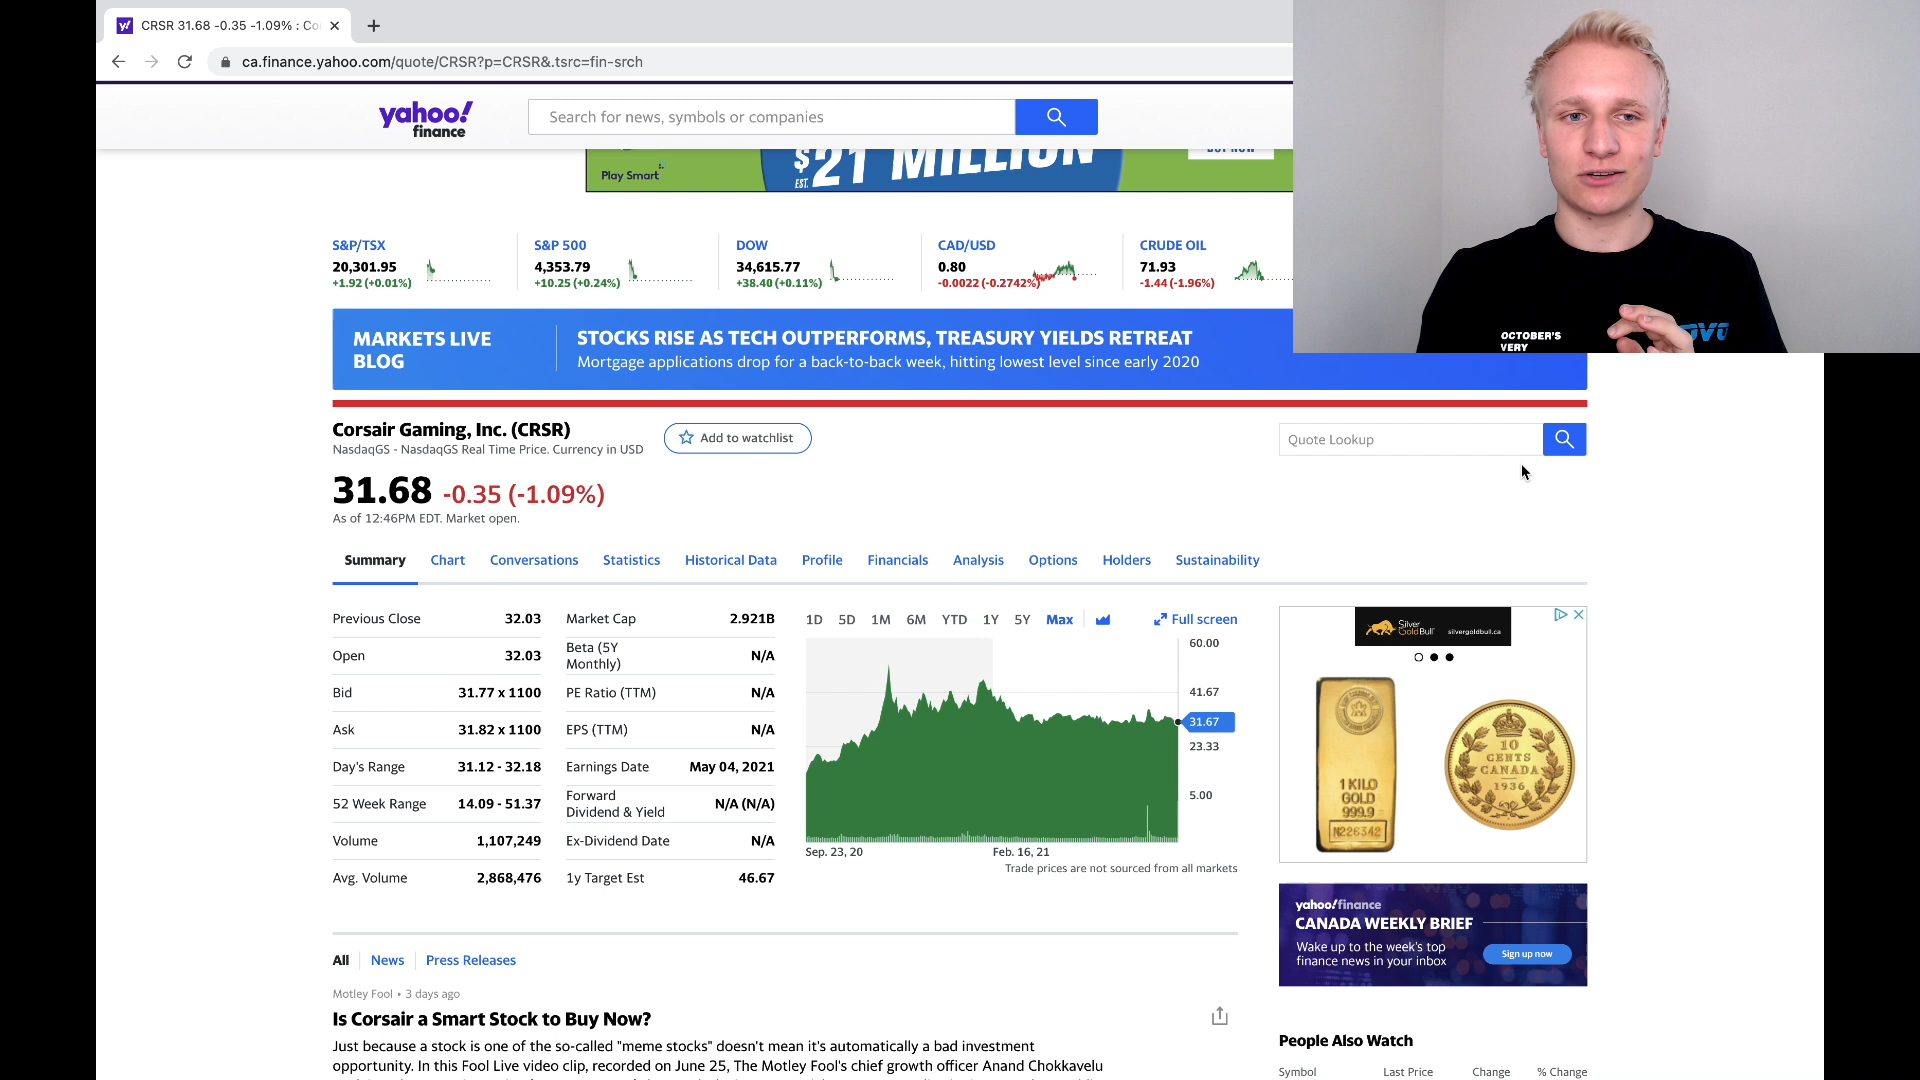 CRSR 31.68 -0.35 -1.09% : Co
ca.finance.yahoo.com/quote/CRSR?p=CRSR&.tsrc=fin-srch
yahoo!
finance
Search for news, symbols or companies
Play Smart
EST. $21 MILLION
BUY NOW
S&P/TSX
20,301.95
+1.92 (+0.01%)
S&P 500
4,353.79
+10.25 (+0.24%)
DOW
34,615.77
+38.40 (+0.11%)
CAD/USD
0.80
-0.0022 (-0.2742%)
CRUDE OIL
71.93
-1.44 (-1.96%)
OCTOBER'S
VERY
OVO
MARKETS LIVE
BLOG
STOCKS RISE AS TECH OUTPERFORMS, TREASURY YIELDS RETREAT
Mortgage applications drop for a back-to-back week, hitting lowest level since early 2020
Corsair Gaming, Inc. (CRSR)
NasdaqGS - NasdaqGS Real Time Price. Currency in USD
Add to watchlist
Quote Lookup
31.68 -0.35 (-1.09%)
As of 12:46PM EDT. Market open.
Summary Chart Conversations Statistics Historical Data Profile Financials Analysis Options Holders Sustainability
Previous Close 32.03
Open 32.03
Bid 31.77 x 1100
Ask 31.82 x 1100
Day's Range 31.12 - 32.18
52 Week Range 14.09 - 51.37
Volume 1,107,249
Avg. Volume 2,868,476
Market Cap 2.921B
Beta (5Y
Monthly) N/A
PE Ratio (TTM) N/A
EPS (TTM) N/A
Earnings Date May 04, 2021
Forward
Dividend & Yield N/A (N/A)
Ex-Dividend Date N/A
1y Target Est 46.67
1D 5D 1M 6M YTD 1Y 5Y Max Full screen
60.00
41.67
31.67
23.33
5.00
Sep. 23, 20 Feb. 16, 21
Trade prices are not sourced from all markets
Silver
Gold Bull silvergoldbull.ca
1 KILO
GOLD
999.9
N226342
10
CENTS
CANADA
1936
yahoo!finance
CANADA WEEKLY BRIEF
Wake up to the week's top
finance news in your inbox
Sign up now
All News Press Releases
Motley Fool • 3 days ago
Is Corsair a Smart Stock to Buy Now?
Just because a stock is one of the so-called "meme stocks" doesn't mean it's automatically a bad investment
opportunity. In this Fool Live video clip, recorded on June 25, The Motley Fool's chief growth officer Anand Chokkavelu
People Also Watch
Symbol Last Price Change % Change